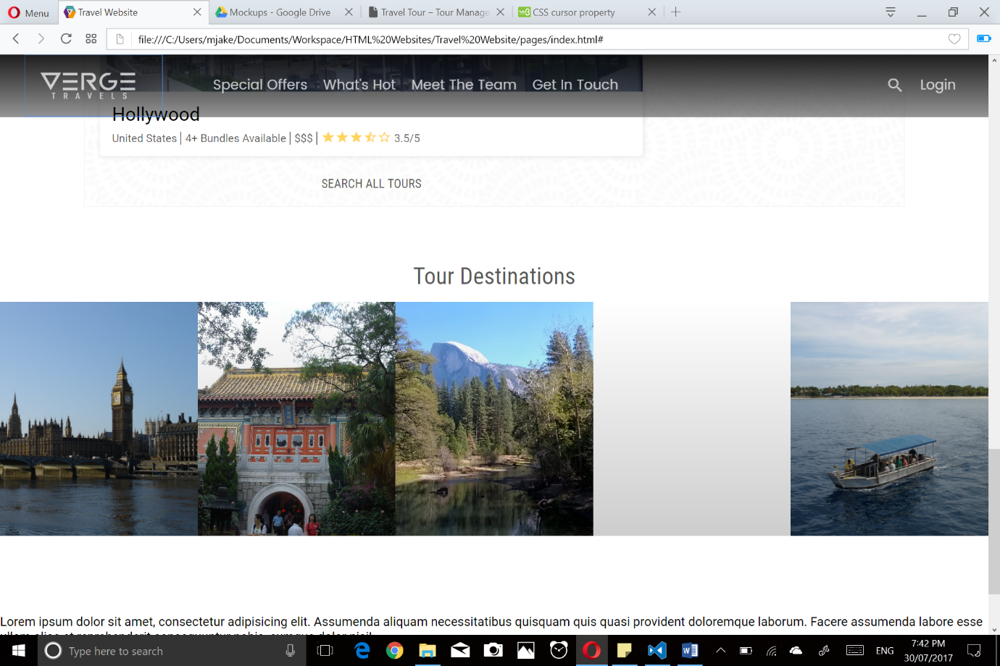 Menu
Travel Website
Mockups - Google Drive
Travel Tour – Tour Manage
CSS cursor property
file:///C:/Users/mjake/Documents/Workspace/HTML%20Websites/Travel%20Website/pages/index.html#
VERGE
TRAVELS
Special Offers What's Hot Meet The Team Get In Touch
Login
Hollywood
United States | 4+ Bundles Available | $$$ | 3.5/5
SEARCH ALL TOURS
Tour Destinations
Lorem ipsum dolor sit amet, consectetur adipisicing elit. Assumenda aliquam necessitatibus quisquam quis quasi provident doloremque laborum. Facere assumenda labore esse
Type here to search
ENG
7:42 PM
30/07/2017